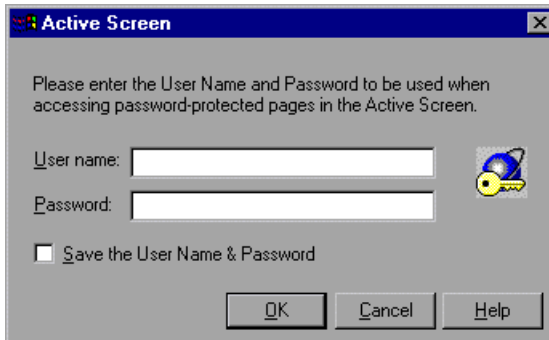 Active Screen
Please enter the User Name and Password to be used when
accessing password-protected pages in the Active Screen.
User name:
Password:
Save the User Name & Password
OK Cancel Help